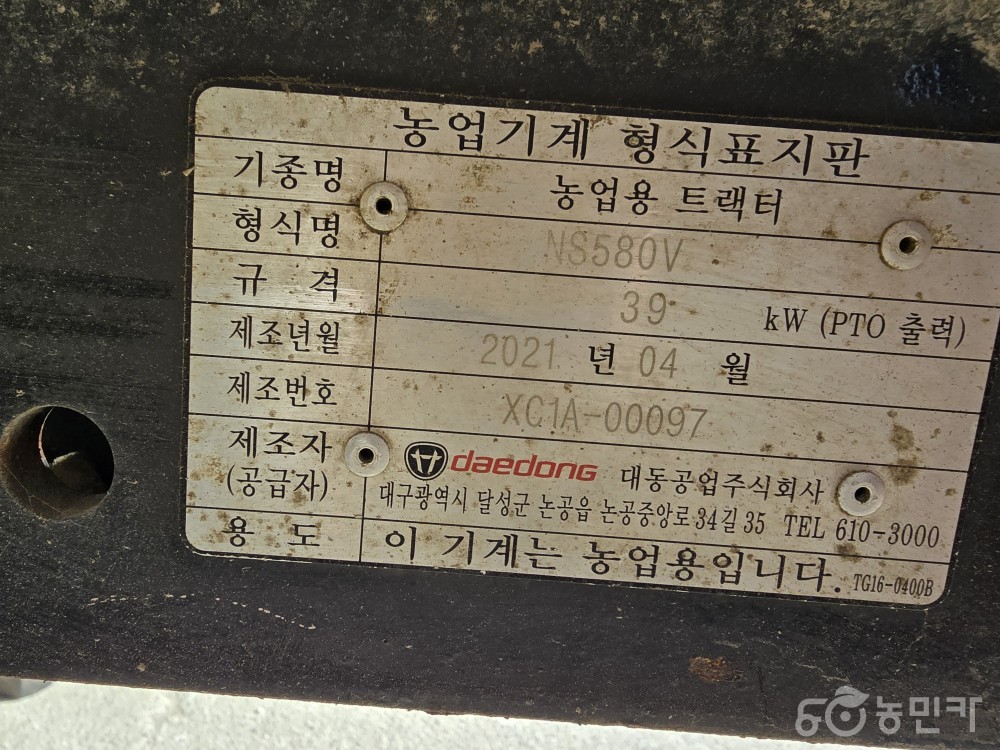 농업기계 형식표지판
기종명 농업용 트랙터
형식명 NS580V
규 격 39 kW (PTO 출력)
제조년월 2021 년 04 월
제조번호 XC1A-00097
제조자 daedong 대동공업주식회사
(공급자) 대구광역시 달성군 논공읍 논공중앙로 34길 35 TEL 610-3000
용 도 이 기계는 농업용입니다. TG16-0400B
농민카